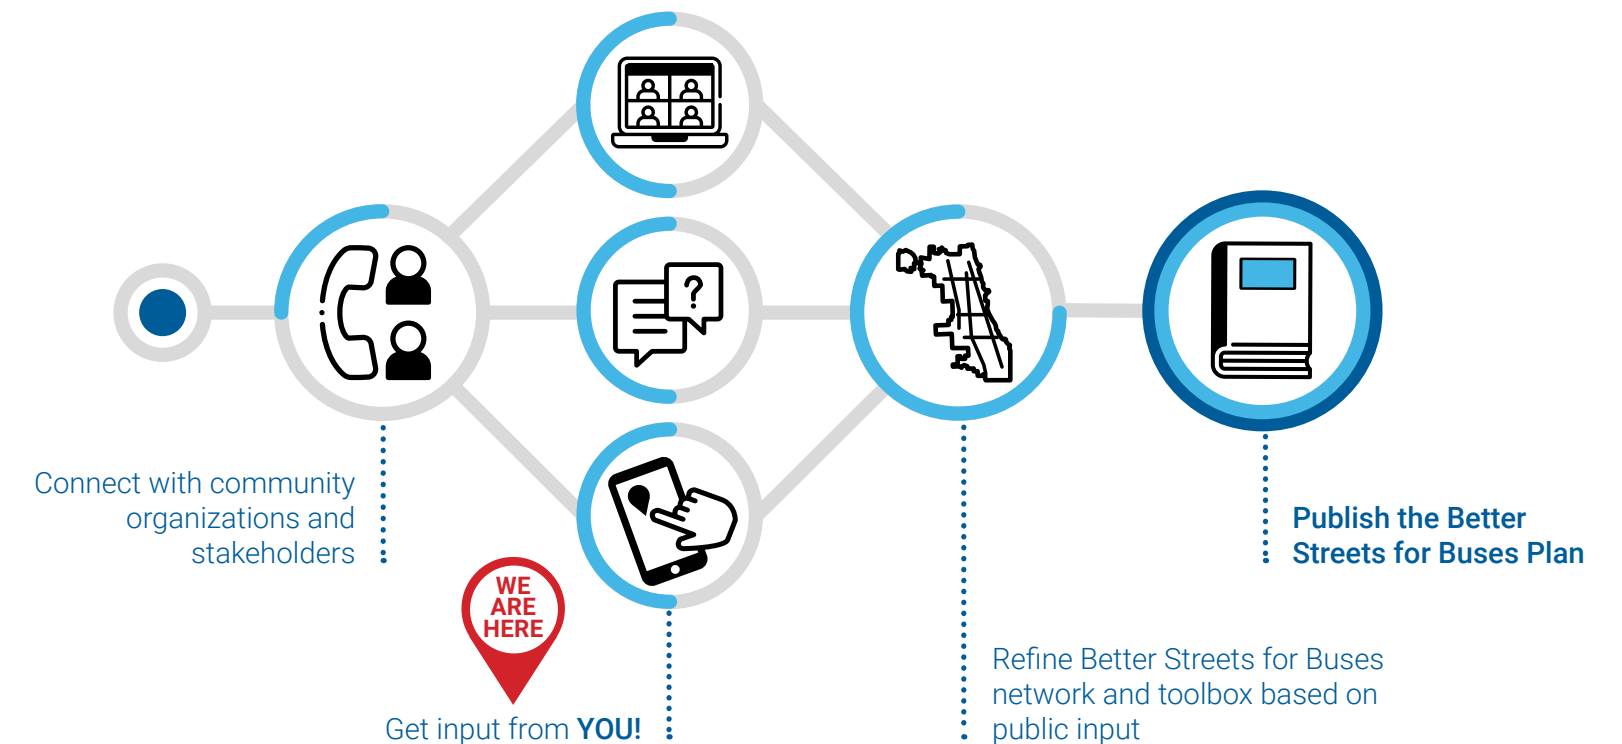 ?
Connect with community
organizations and
stakeholders
WE
ARE
HERE
Get input from YOU!
Refine Better Streets for Buses
network and toolbox based on
public input
Publish the Better
Streets for Buses Plan